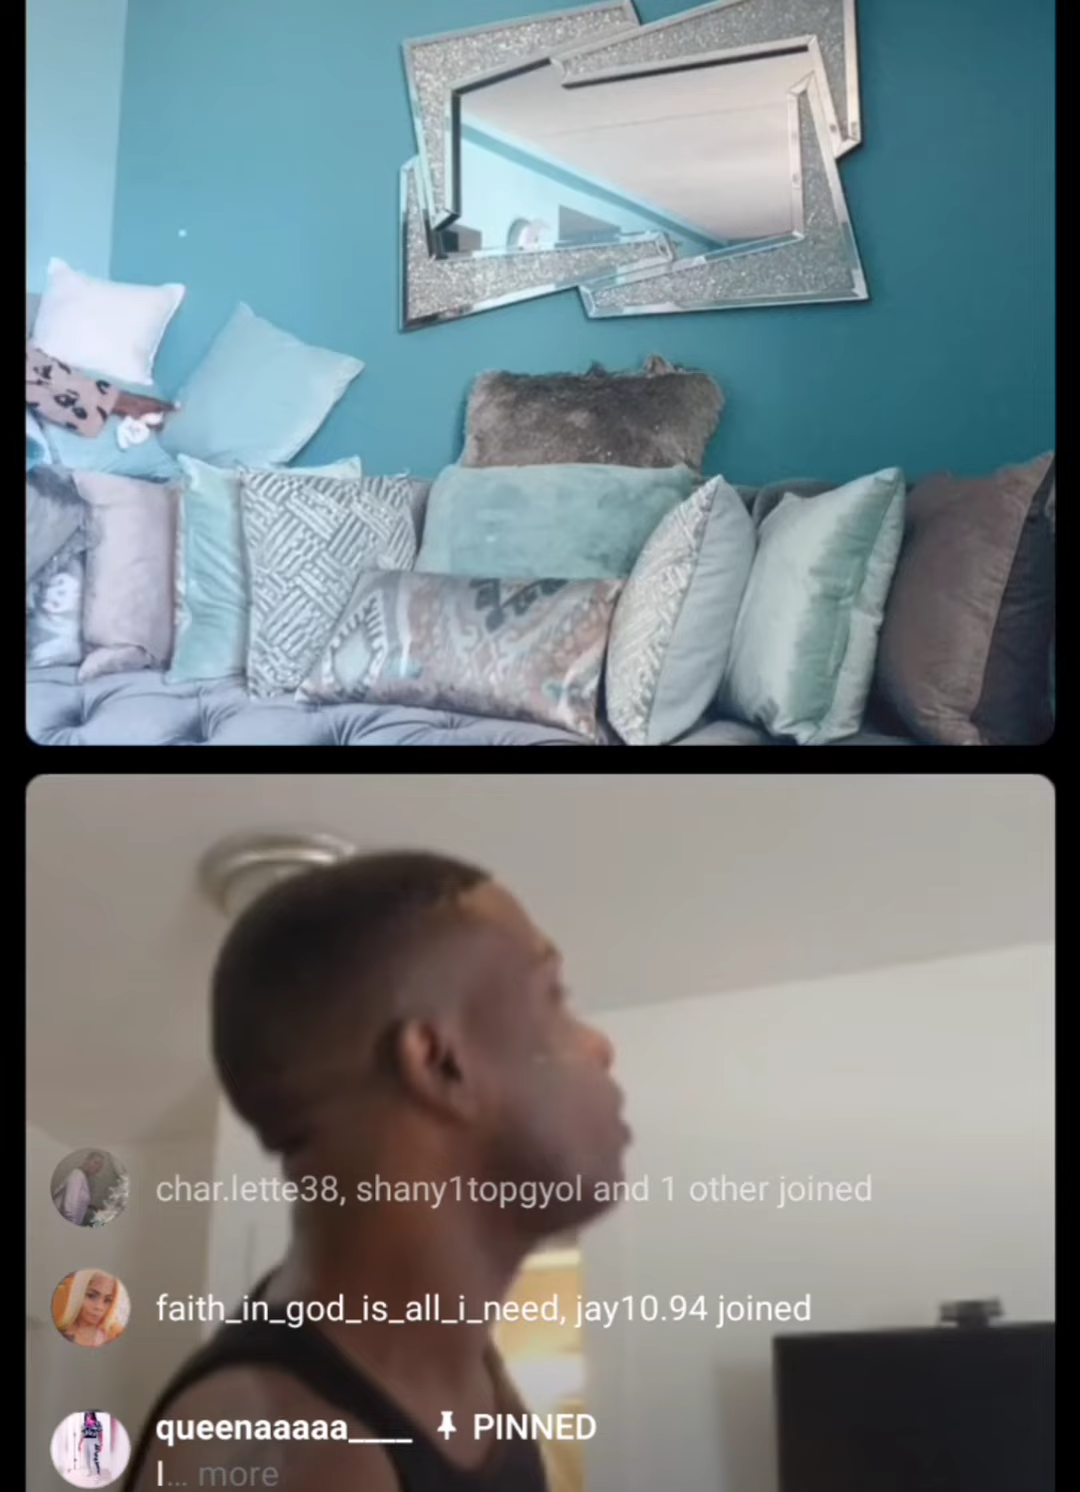 char.lette38, shany1topgyol and 1 other joined
faith_in_god_is_all_i_need, jay10.94 joined
queenaaaaa____ PINNED
I... more